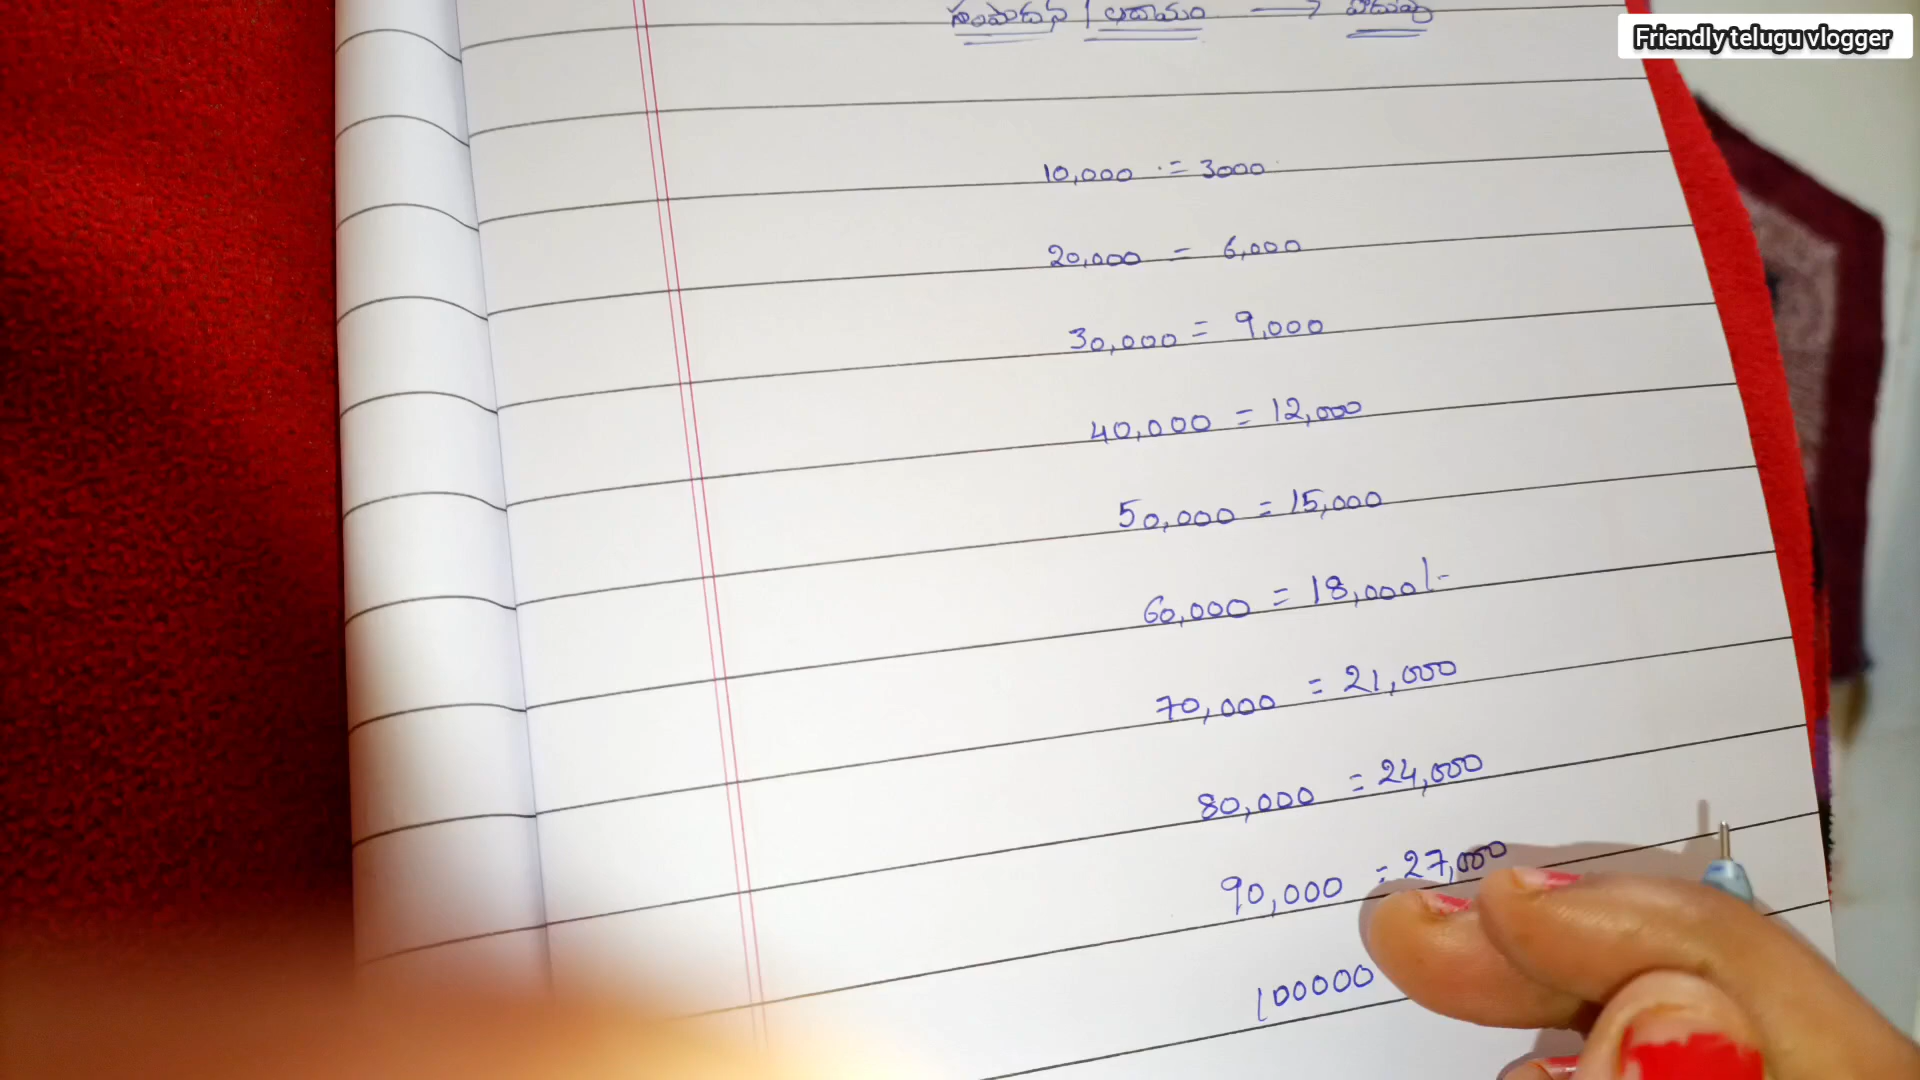 సంపాదన / ఆదాయం → పొదుపు
Friendly telugu vlogger
10,000 = 3000
20,000 = 6,000
30,000 = 9,000
40,000 = 12,000
50,000 = 15,000
60,000 = 18,000/-
70,000 = 21,000
80,000 = 24,000
90,000 = 27,000
100000